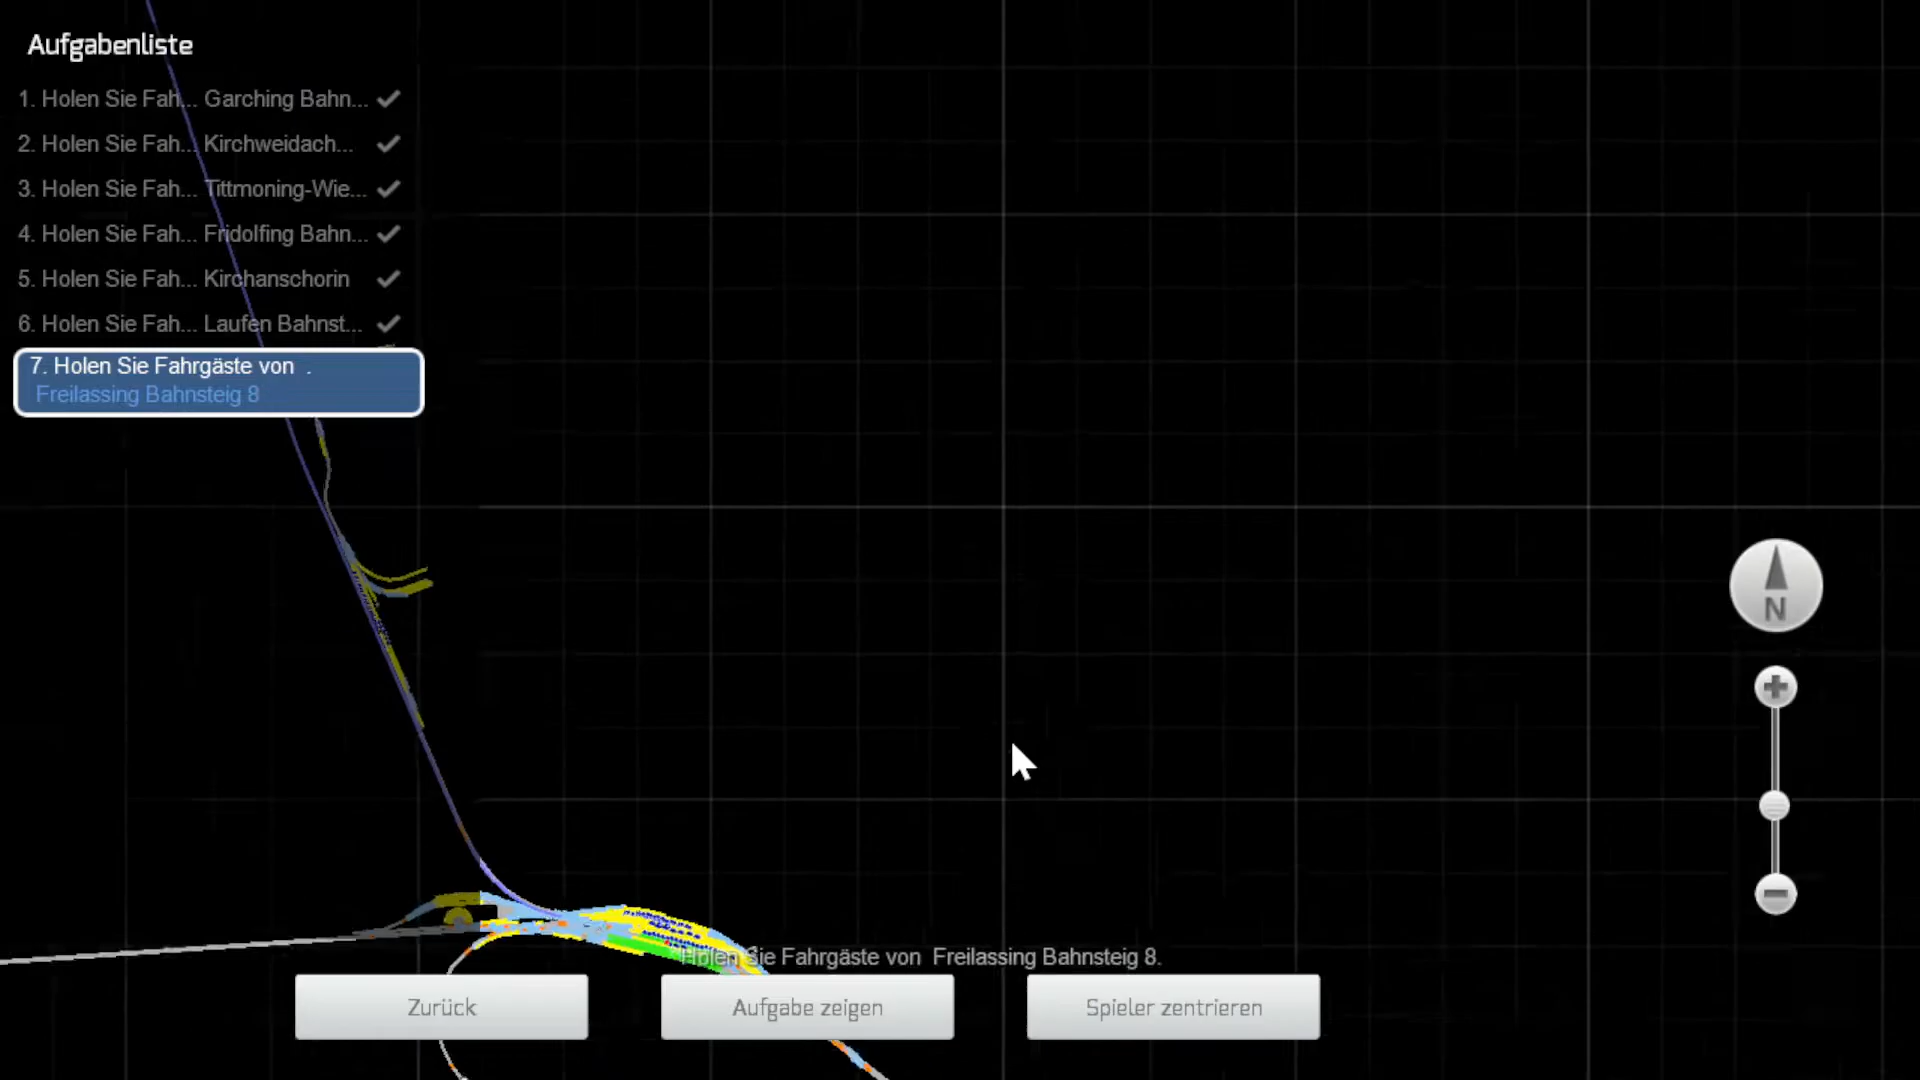 Aufgabenliste
1. Holen Sie Fah... Garching Bahn...
2. Holen Sie Fah... Kirchweidach...
3. Holen Sie Fah... Tittmoning-Wie...
4. Holen Sie Fah... Fridolfing Bahn...
5. Holen Sie Fah... Kirchanschorin
6. Holen Sie Fah... Laufen Bahnst...
7. Holen Sie Fahrgäste von .
Freilassing Bahnsteig 8
N
Holen Sie Fahrgäste von Freilassing Bahnsteig 8.
Zurück
Aufgabe zeigen
Spieler zentrieren